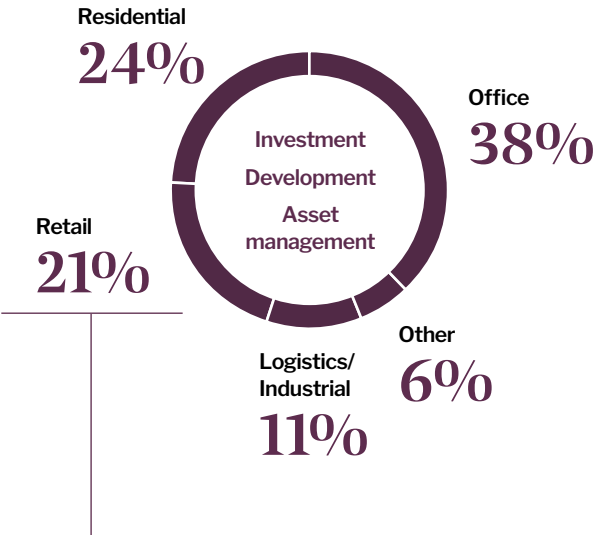 Residential
24%
Office
38%
Investment
Development
Asset
management
Retail
21%
Other
6%
Logistics/
Industrial
11%